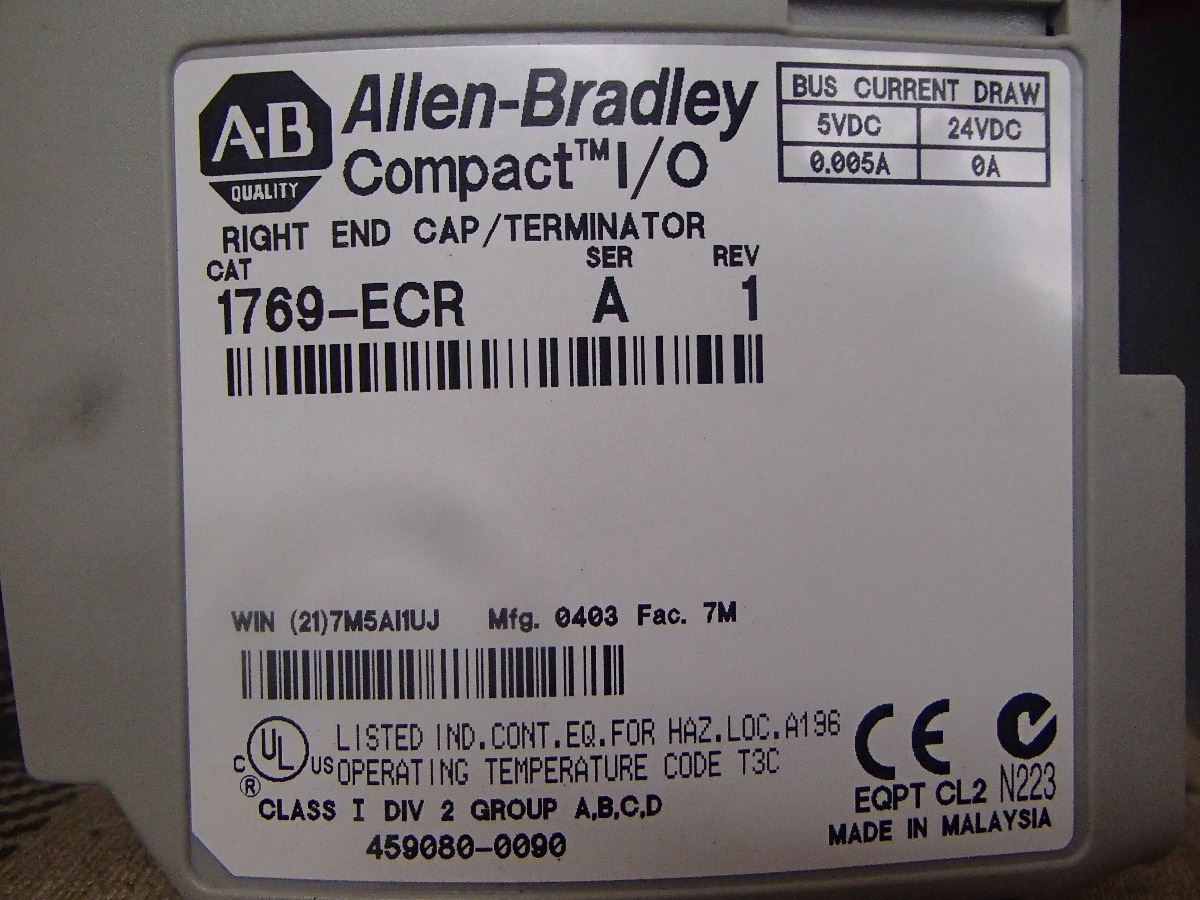 A-B
QUALITY
Allen-Bradley
Compact™ I/O
BUS CURRENT DRAW
5VDC 24VDC
0.005A 0A
RIGHT END CAP/TERMINATOR
CAT SER REV
1769-ECR A 1
WIN (21)7M5AI1UJ Mfg. 0403 Fac. 7M
C UL US ®
LISTED IND.CONT.EQ.FOR HAZ.LOC.A196
OPERATING TEMPERATURE CODE T3C
CLASS I DIV 2 GROUP A,B,C,D
459080-0090
CE
EQPT CL2 N223
MADE IN MALAYSIA